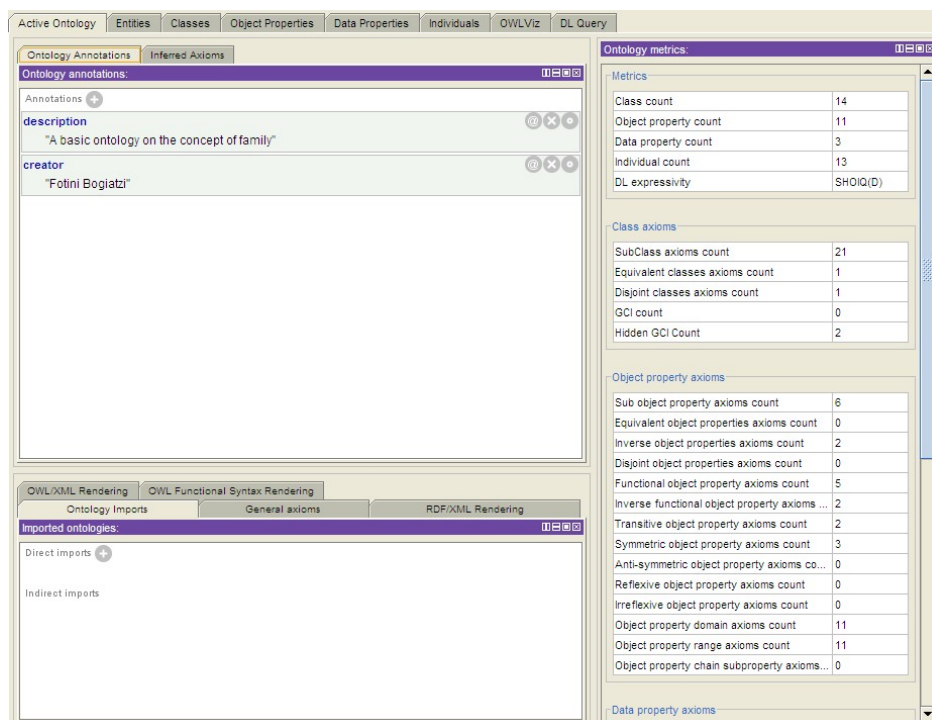 Active Ontology Entities Classes Object Properties Data Properties Individuals OWLViz DL Query
Ontology Annotations Inferred Axioms
Ontology annotations:
Annotations
description
"A basic ontology on the concept of family"
creator
"Fotini Bogiatzi"
OWL/XML Rendering OWL Functional Syntax Rendering
Ontology Imports General axioms RDF/XML Rendering
Imported ontologies:
Direct imports
Indirect imports
Ontology metrics:
Metrics
Class count 14
Object property count 11
Data property count 3
Individual count 13
DL expressivity SHOIQ(D)
Class axioms
SubClass axioms count 21
Equivalent classes axioms count 1
Disjoint classes axioms count 1
GCI count 0
Hidden GCI Count 2
Object property axioms
Sub object property axioms count 6
Equivalent object properties axioms count 0
Inverse object properties axioms count 2
Disjoint object properties axioms count 0
Functional object property axioms count 5
Inverse functional object property axioms ... 2
Transitive object property axioms count 2
Symmetric object property axioms count 3
Anti-symmetric object property axioms co... 0
Reflexive object property axioms count 0
Irreflexive object property axioms count 0
Object property domain axioms count 11
Object property range axioms count 11
Object property chain subproperty axioms... 0
Data property axioms